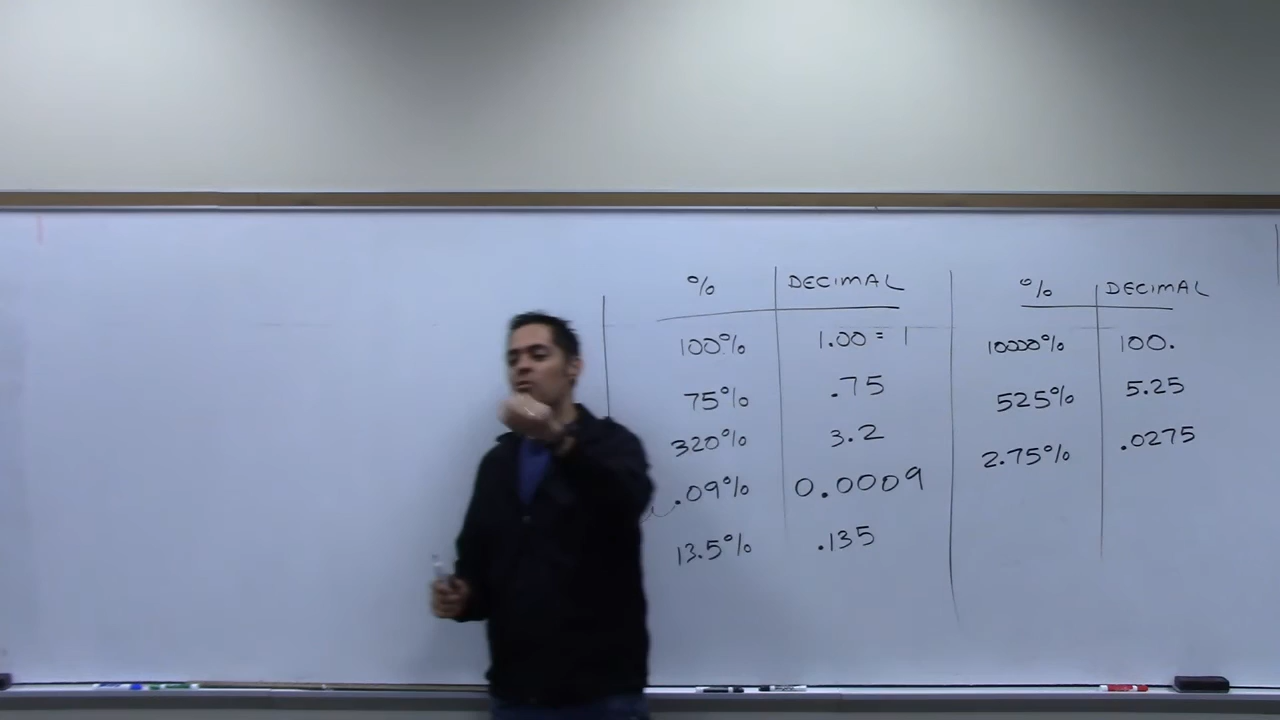 % DECIMAL
100% 1.00 = 1
75% .75
320% 3.2
.09% 0.0009
13.5% .135
% DECIMAL
10000% 100.
525% 5.25
2.75% .0275